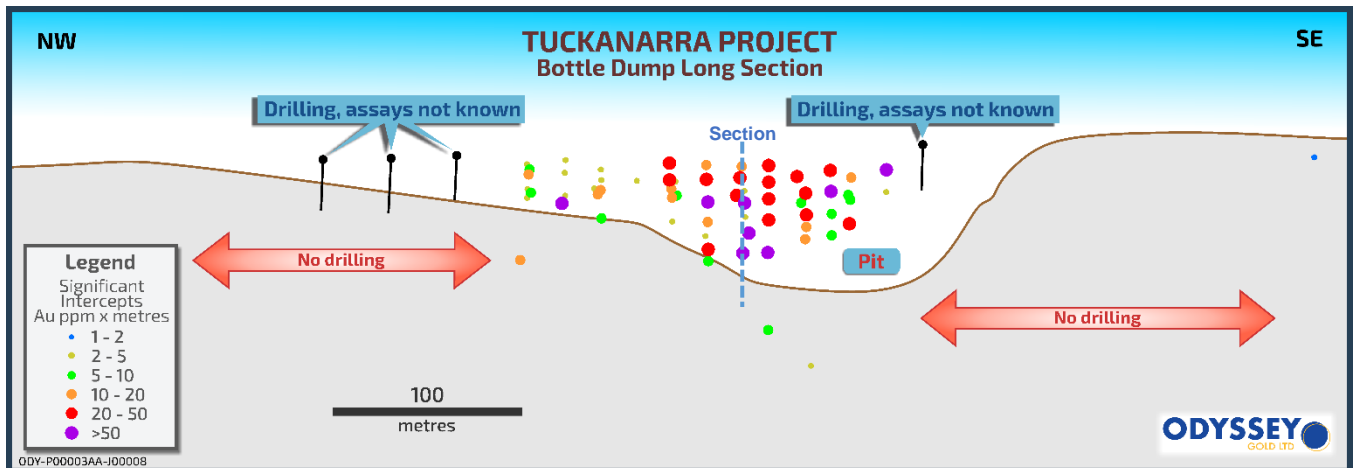 NW
TUCKANARRA PROJECT
Bottle Dump Long Section
SE
Drilling, assays not known
Drilling, assays not known
Section
No drilling
Pit
No drilling
Legend
Significant
Intercepts
Au ppm x metres
1 - 2
2 - 5
5 - 10
10 - 20
20 - 50
>50
100
metres
ODYSSEY
GOLD LTD
ODY-P00003AA-J00008